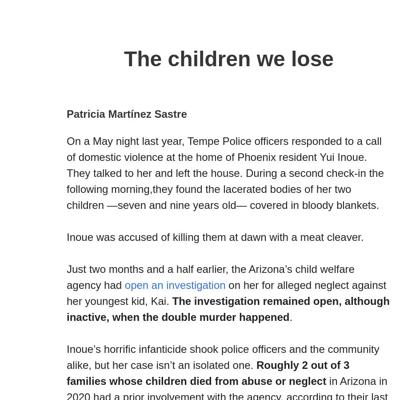 The children we lose
Patricia Martínez Sastre
On a May night last year, Tempe Police officers responded to a call
of domestic violence at the home of Phoenix resident Yui Inoue.
They talked to her and left the house. During a second check-in the
following morning,they found the lacerated bodies of her two
children —seven and nine years old— covered in bloody blankets.
Inoue was accused of killing them at dawn with a meat cleaver.
Just two months and a half earlier, the Arizona's child welfare
agency had open an investigation on her for alleged neglect against
her youngest kid, Kai. The investigation remained open, although
inactive, when the double murder happened.
Inoue's horrific infanticide shook police officers and the community
alike, but her case isn't an isolated one. Roughly 2 out of 3
families whose children died from abuse or neglect in Arizona in
2020 had a prior involvement with the agency, according to their last